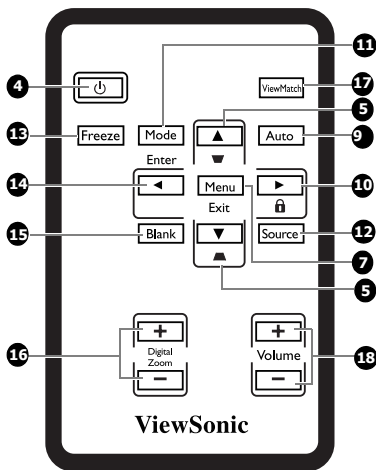 11
4
17
ViewMatch
5
13
Freeze
Mode
Auto
9
Enter
14
Menu
10
Exit
15
Blank
Source
12
7
5
16
+
+
Digital
Zoom
Volume
18
−
−
ViewSonic